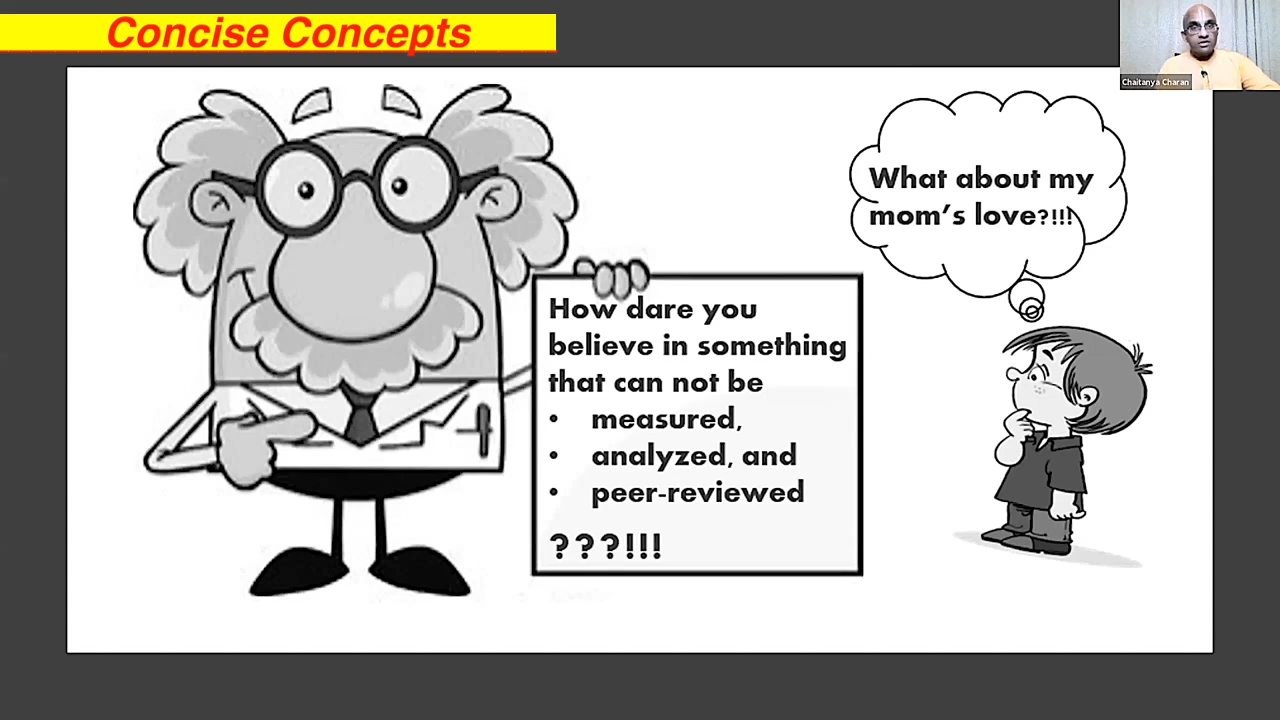 Concise Concepts
Chaitanya Charan
What about my
mom's love?!!!
How dare you
believe in something
that can not be
• measured,
• analyzed, and
• peer-reviewed
???!!!